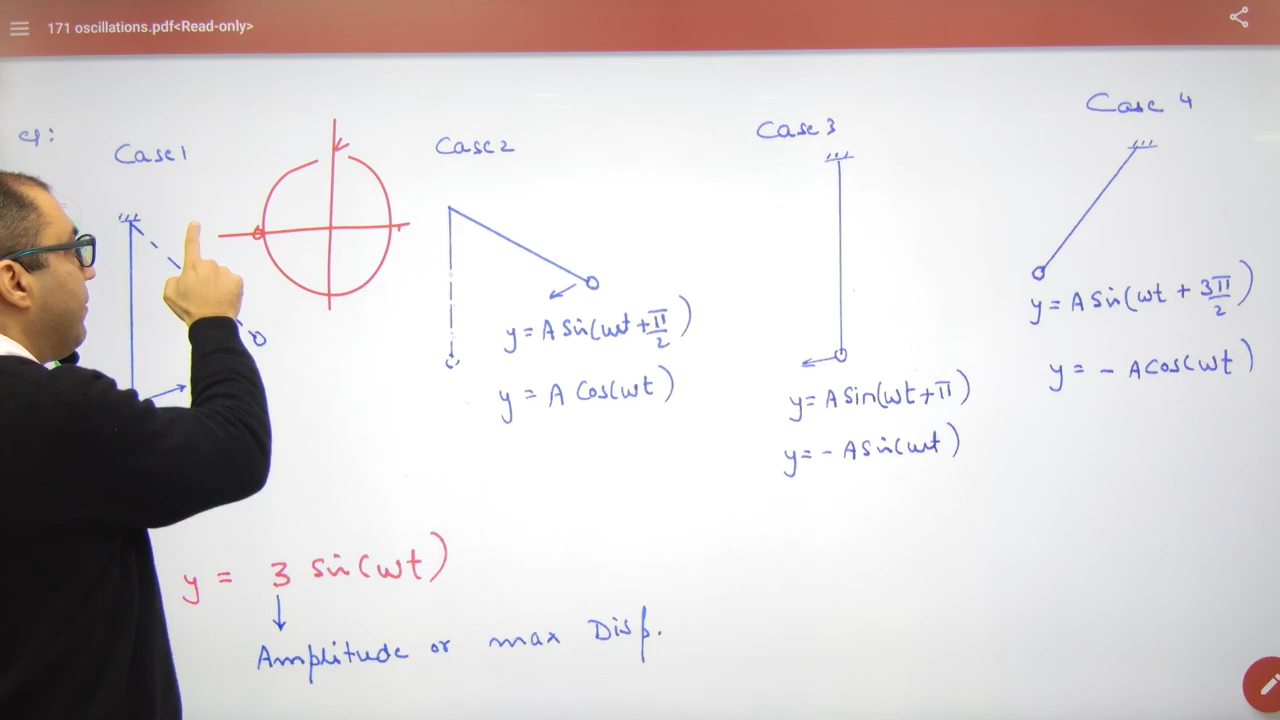 171 oscillations.pdf<Read-only>
eg:
Case 1
Case 2
y = A Sin(ωt + π/2)
y = A Cos(ωt)
Case 3
y = A Sin(ωt + π)
y = - A Sin(ωt)
Case 4
y = A Sin(ωt + 3π/2)
y = - A Cos(ωt)
y = 3 sin(ωt)
Amplitude or max Disp.